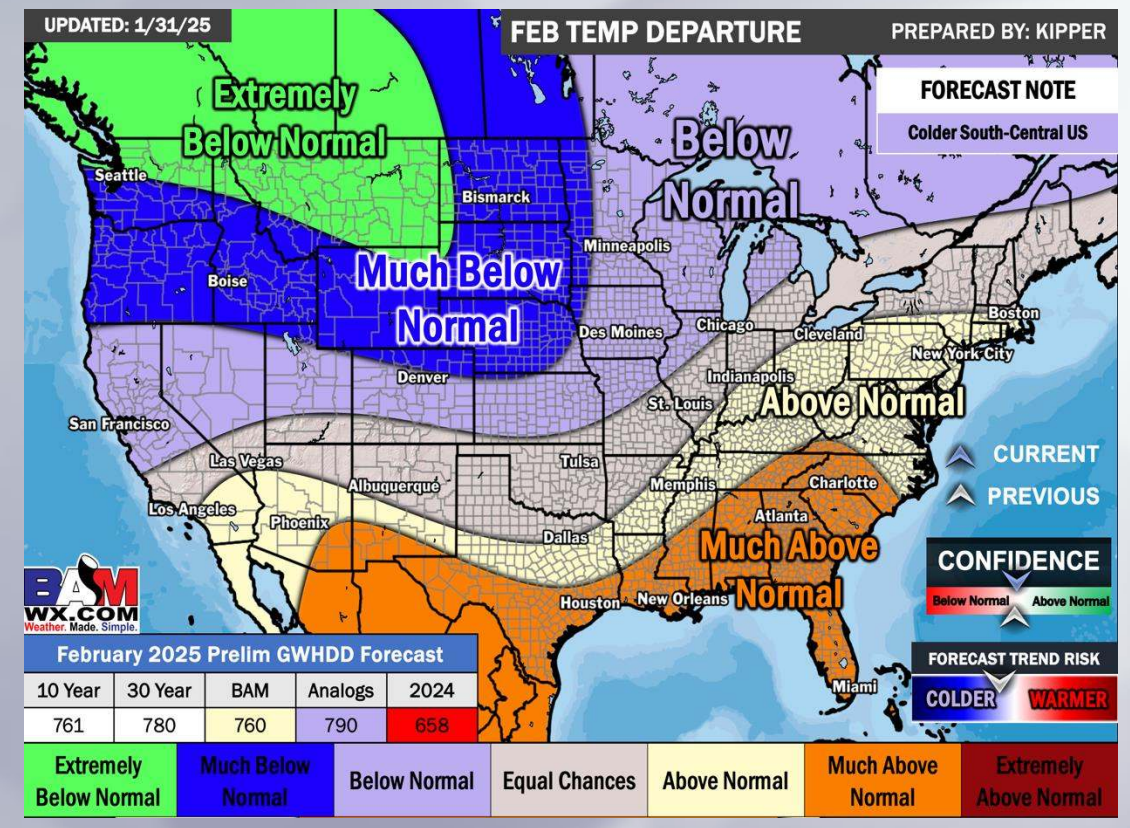 UPDATED: 1/31/25
FEB TEMP DEPARTURE
PREPARED BY: KIPPER
FORECAST NOTE
Colder South-Central US
Extremely
Below Normal
Below
Normal
Seattle
Bismarck
Minneapolis
Boise
Much Below
Normal
Des Moines
Chicago
Cleveland
Boston
New York City
Denver
Indianapolis
St. Louis
Above Normal
San Francisco
Las Vegas
Tulsa
Albuquerque
Memphis
Charlotte
Los Angeles
Phoenix
Dallas
Atlanta
Much Above
Normal
Houston
New Orleans
Miami
CURRENT
PREVIOUS
CONFIDENCE
Below Normal Above Normal
FORECAST TREND RISK
COLDER WARMER
BAM
WX.COM
Weather. Made. Simple.
February 2025 Prelim GWHDD Forecast
10 Year 30 Year BAM Analogs 2024
761 780 760 790 658
Extremely
Below Normal
Much Below
Normal
Below Normal
Equal Chances
Above Normal
Much Above
Normal
Extremely
Above Normal